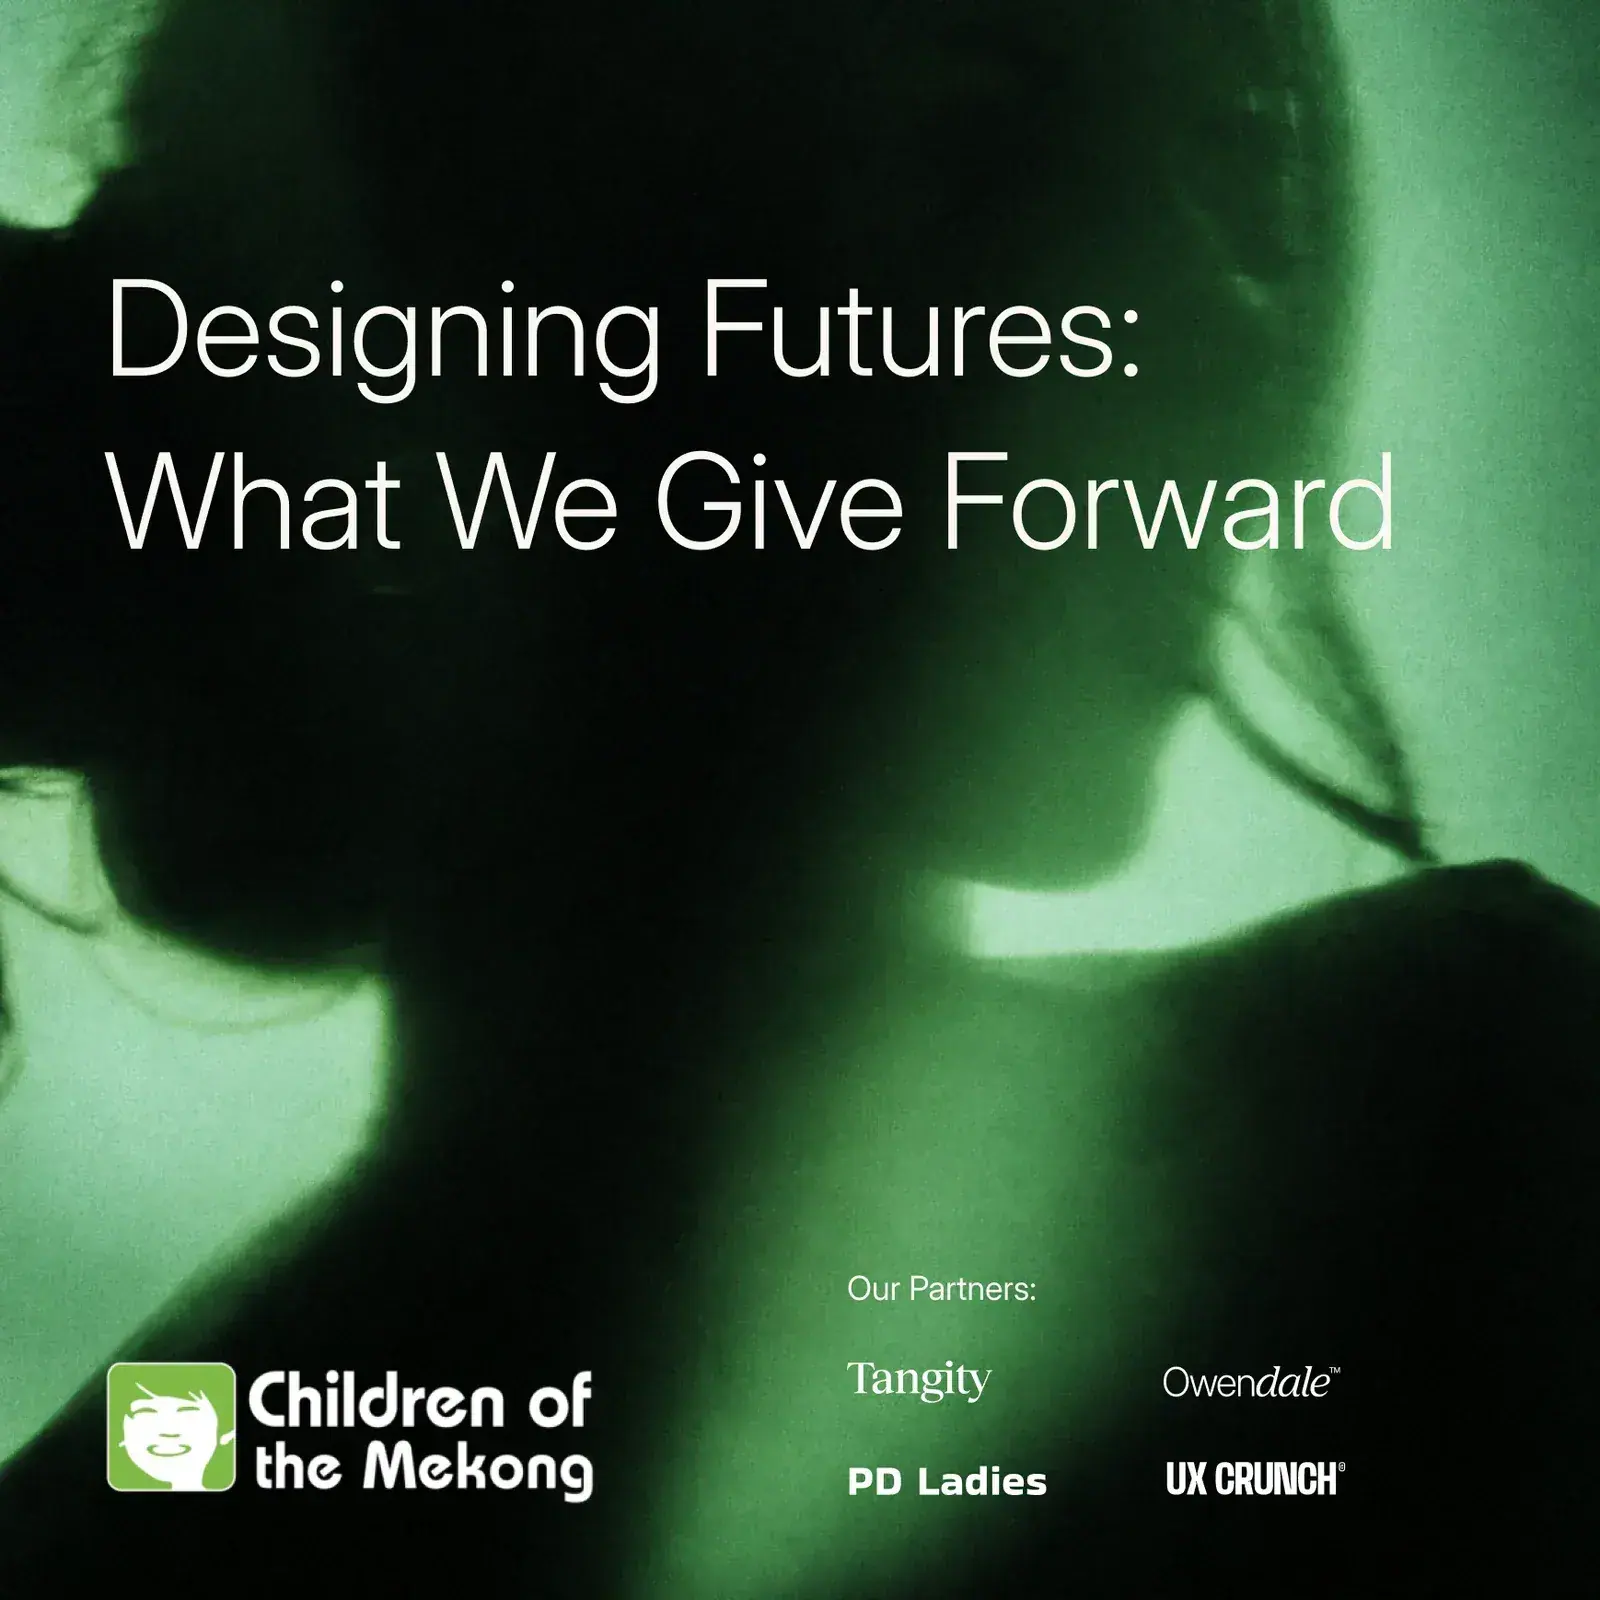 Designing Futures:
What We Give Forward
Children of
the Mekong
Our Partners:
Tangity
Owendale™
PD Ladies
UX CRUNCH®